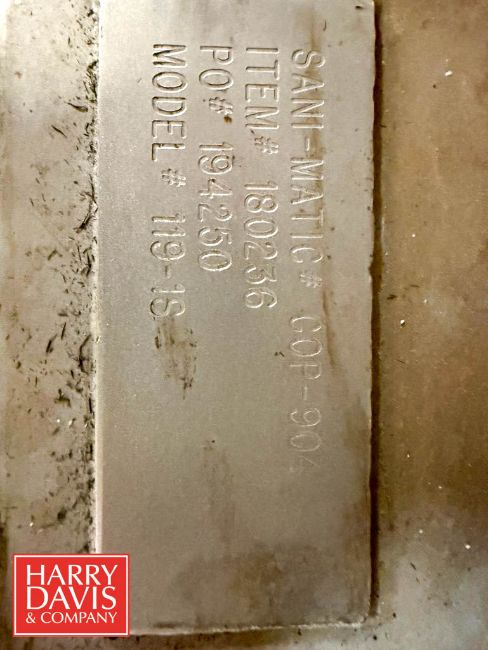 SANI-MATIC# COP-904
ITEM# 180236
PO# 194250
MODEL # 119-1S
HARRY
DAVIS
& COMPANY